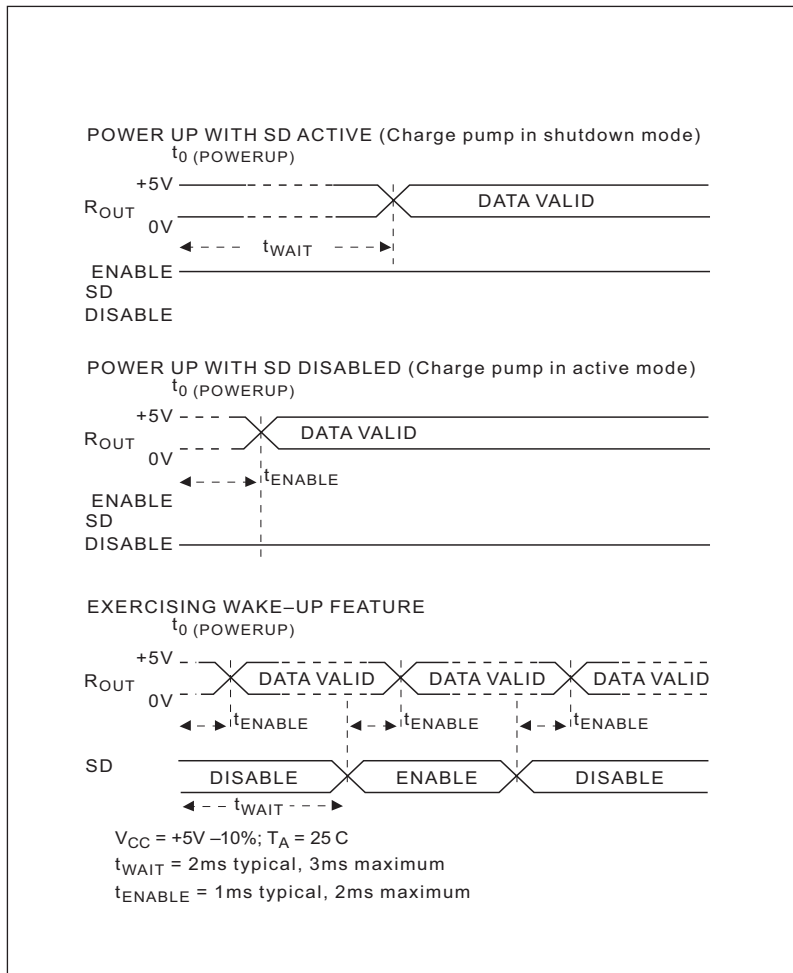 POWER UP WITH SD ACTIVE (Charge pump in shutdown mode)
t0 (POWERUP)
+5V
ROUT
DATA VALID
0V
tWAIT
ENABLE
SD
DISABLE
POWER UP WITH SD DISABLED (Charge pump in active mode)
t0 (POWERUP)
+5V
ROUT
DATA VALID
0V
tENABLE
ENABLE
SD
DISABLE
EXERCISING WAKE–UP FEATURE
t0 (POWERUP)
+5V
ROUT DATA VALID DATA VALID DATA VALID
0V
tENABLE tENABLE tENABLE
SD
DISABLE ENABLE DISABLE
tWAIT
VCC = +5V –10%; TA = 25 C
tWAIT = 2ms typical, 3ms maximum
tENABLE = 1ms typical, 2ms maximum